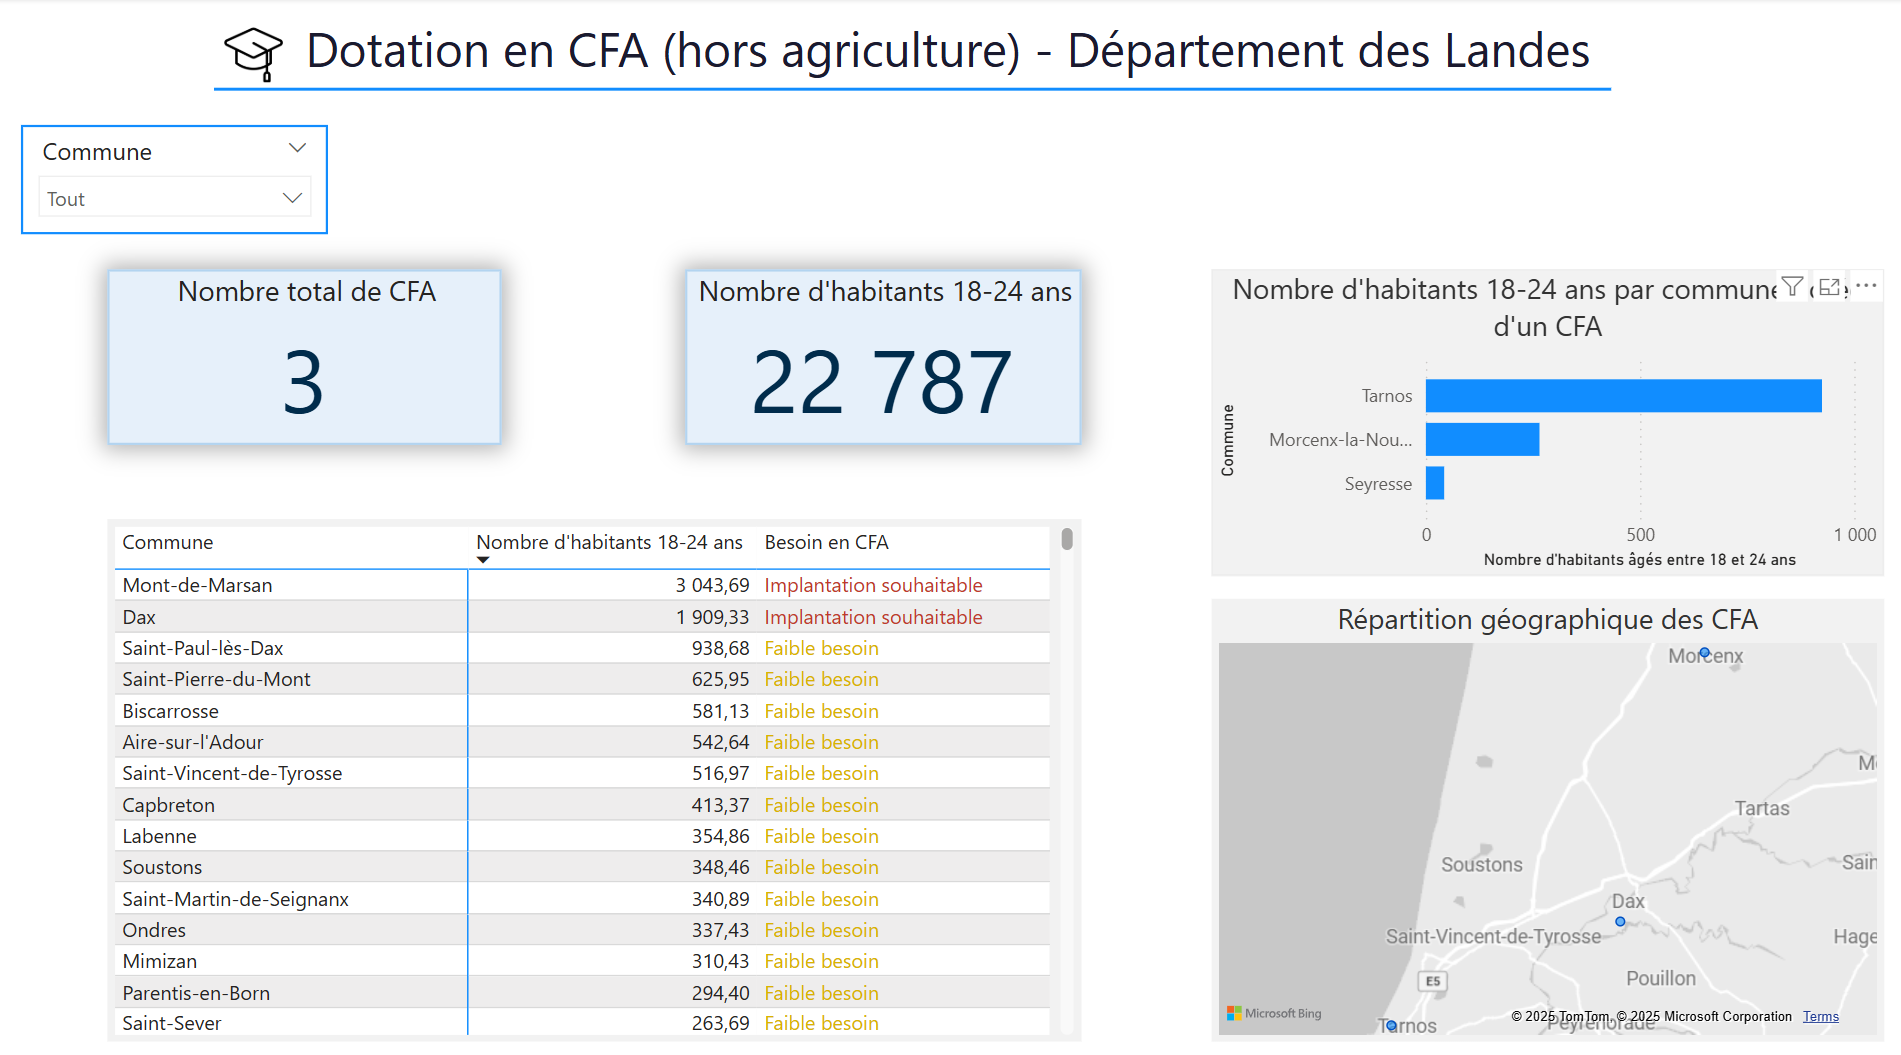 Dotation en CFA (hors agriculture) - Département des Landes
Commune
Tout
Nombre total de CFA
3
Nombre d'habitants 18-24 ans
22 787
Nombre d'habitants 18-24 ans par commune
d'un CFA
Commune
Tarnos
Morcenx-la-Nou...
Seyresse
0 500 1 000
Nombre d'habitants âgés entre 18 et 24 ans
Commune Nombre d'habitants 18-24 ans Besoin en CFA
Mont-de-Marsan 3 043,69 Implantation souhaitable
Dax 1 909,33 Implantation souhaitable
Saint-Paul-lès-Dax 938,68 Faible besoin
Saint-Pierre-du-Mont 625,95 Faible besoin
Biscarrosse 581,13 Faible besoin
Aire-sur-l'Adour 542,64 Faible besoin
Saint-Vincent-de-Tyrosse 516,97 Faible besoin
Capbreton 413,37 Faible besoin
Labenne 354,86 Faible besoin
Soustons 348,46 Faible besoin
Saint-Martin-de-Seignanx 340,89 Faible besoin
Ondres 337,43 Faible besoin
Mimizan 310,43 Faible besoin
Parentis-en-Born 294,40 Faible besoin
Saint-Sever 263,69 Faible besoin
Répartition géographique des CFA
Morcenx
M
Tartas
Soustons
Sain
Dax
Saint-Vincent-de-Tyrosse
Hage
Pouillon
E5
Microsoft Bing
© 2025 TomTom, © 2025 Microsoft Corporation Terms
Peyrehorade
Tarnos